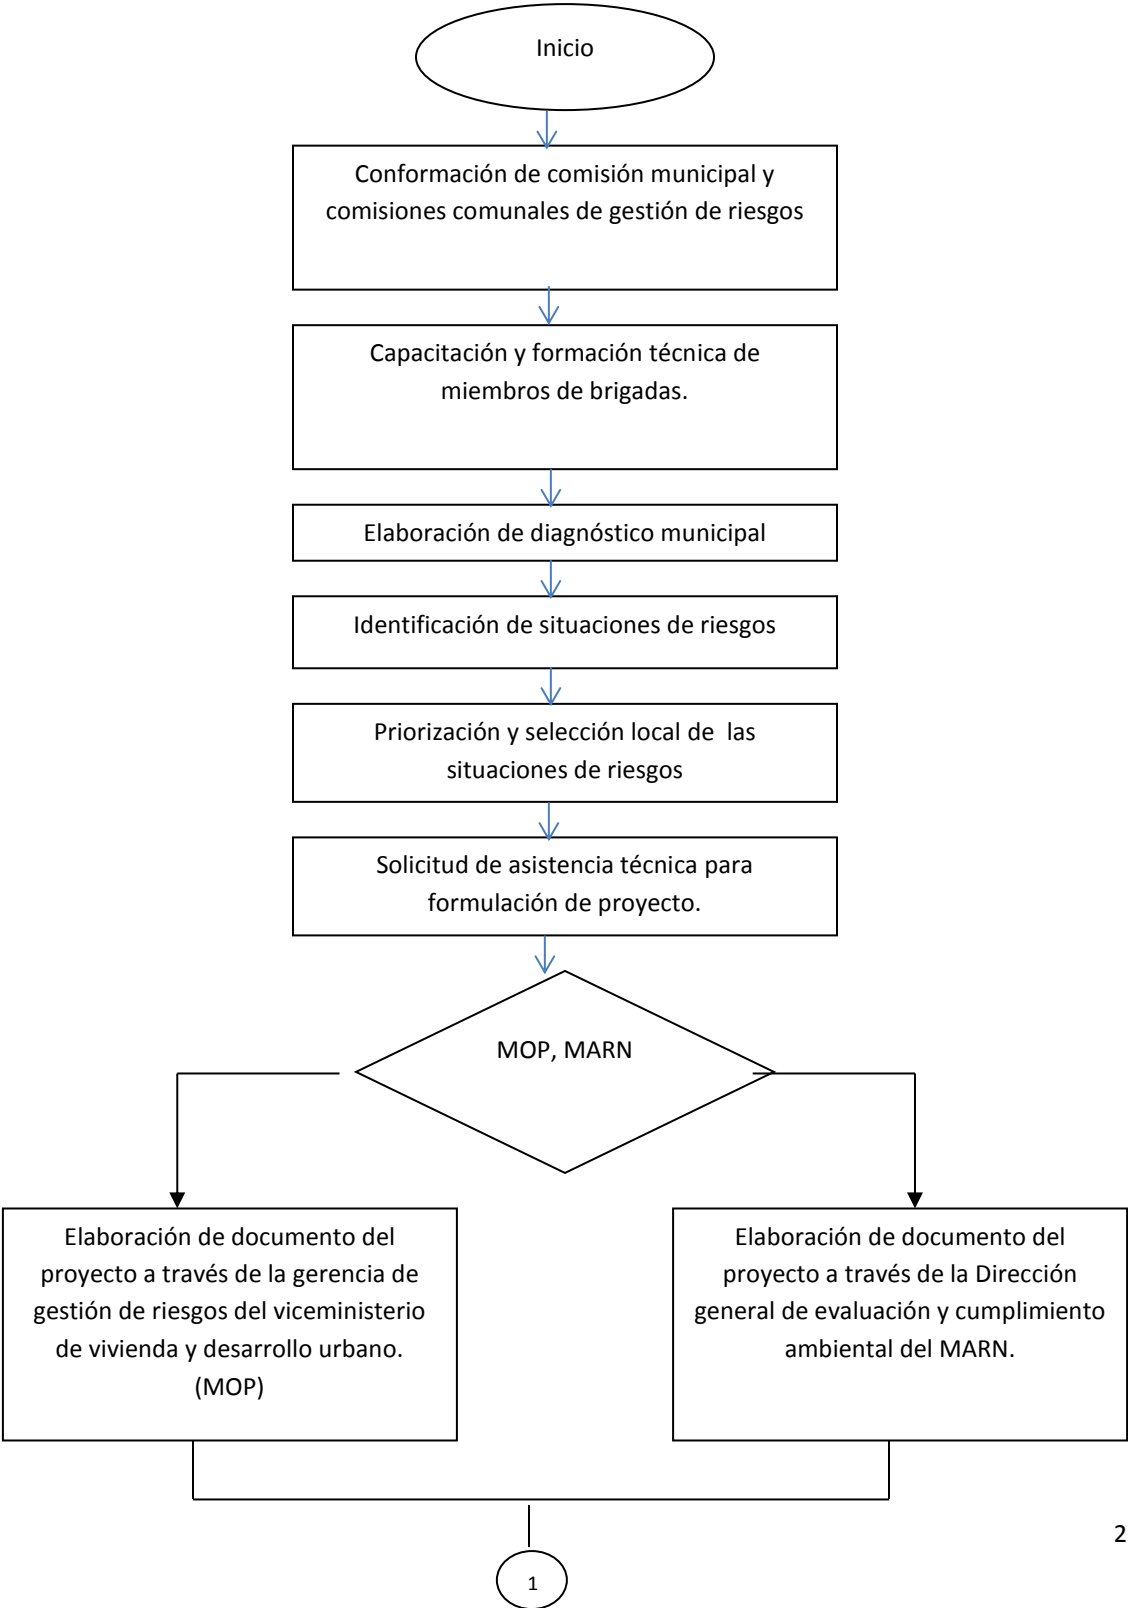 Inicio
Conformación de comisión municipal y
comisiones comunales de gestión de riesgos
Capacitación y formación técnica de
miembros de brigadas.
Elaboración de diagnóstico municipal
Identificación de situaciones de riesgos
Priorización y selección local de  las
situaciones de riesgos
Solicitud de asistencia técnica para
formulación de proyecto.
MOP, MARN
Elaboración de documento del
proyecto a través de la gerencia de
gestión de riesgos del viceministerio
de vivienda y desarrollo urbano.
(MOP)
Elaboración de documento del
proyecto a través de la Dirección
general de evaluación y cumplimiento
ambiental del MARN.
2
1